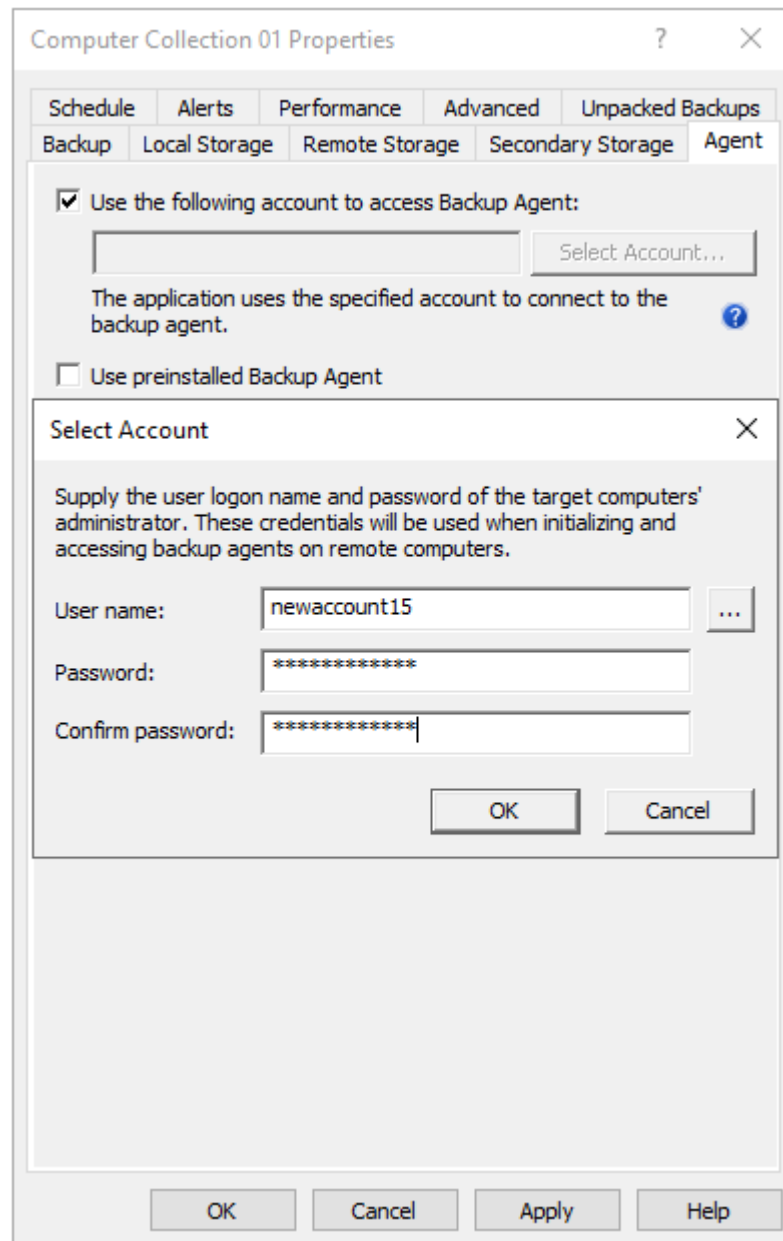 Computer Collection 01 Properties
?
Schedule Alerts Performance Advanced Unpacked Backups
Backup Local Storage Remote Storage Secondary Storage Agent
Use the following account to access Backup Agent:
Select Account...
The application uses the specified account to connect to the
backup agent.
?
Use preinstalled Backup Agent
Select Account
Supply the user logon name and password of the target computers'
administrator. These credentials will be used when initializing and
accessing backup agents on remote computers.
User name: newaccount15 ...
Password: ************
Confirm password: ************
OK Cancel
OK Cancel Apply Help